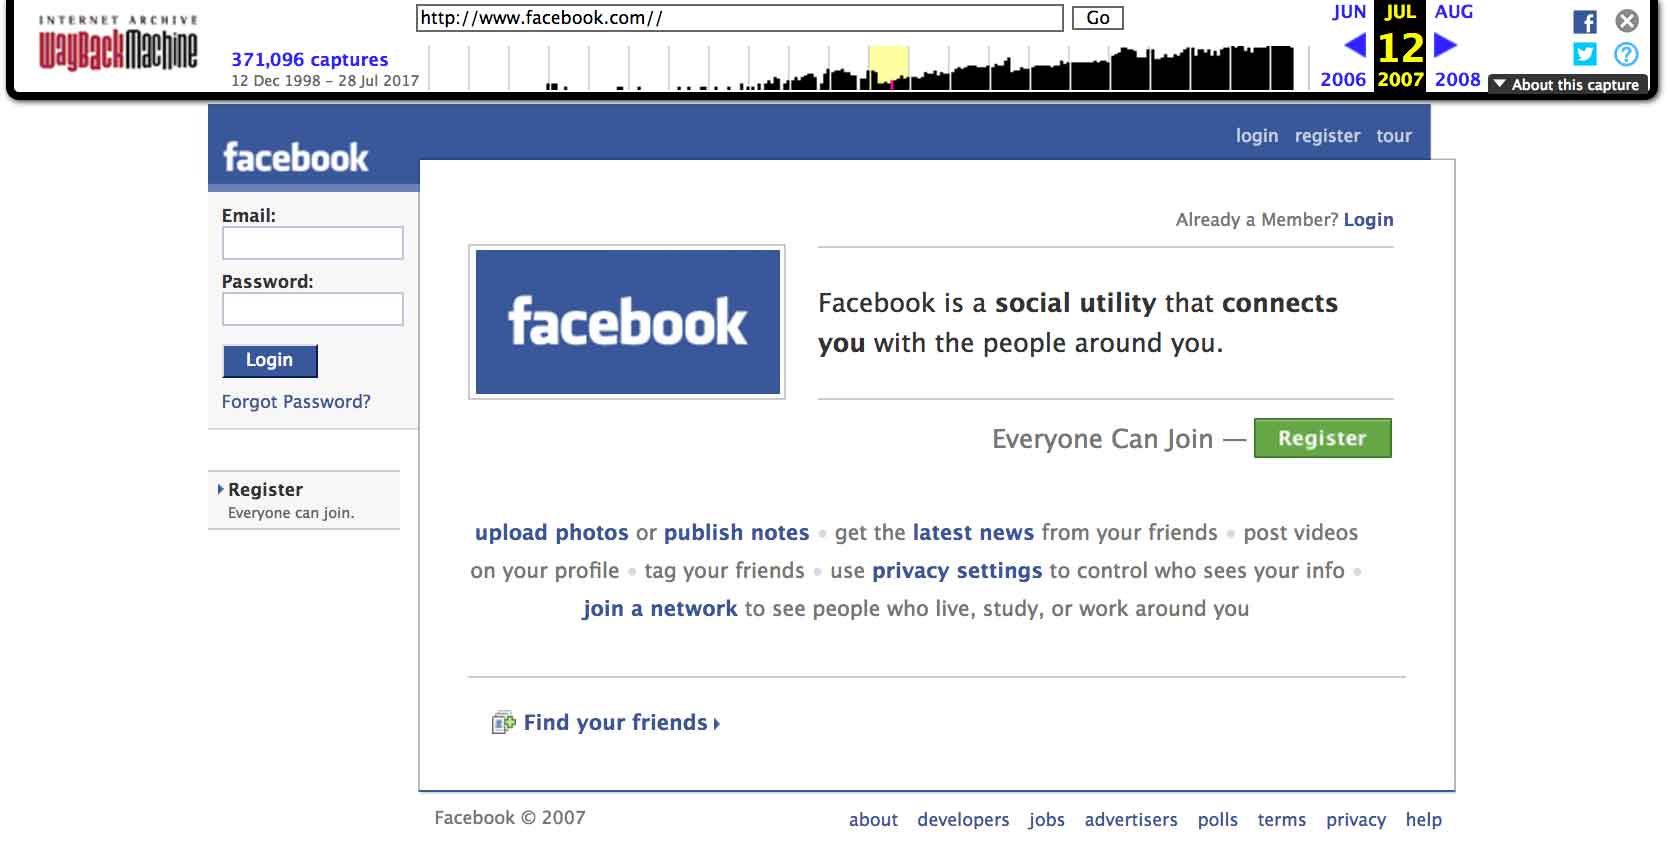 INTERNET ARCHIVE
WayBackMachine
http://www.facebook.com//
Go
371,096 captures
12 Dec 1998 – 28 Jul 2017
JUN JUL AUG
12
2006 2007 2008
f
?
About this capture
facebook
login register tour
Email:
Password:
Login
Forgot Password?
Register
Everyone can join.
Already a Member? Login
facebook
Facebook is a social utility that connects
you with the people around you.
Everyone Can Join — Register
upload photos or publish notes • get the latest news from your friends • post videos
on your profile • tag your friends • use privacy settings to control who sees your info •
join a network to see people who live, study, or work around you
Find your friends
Facebook © 2007
about developers jobs advertisers polls terms privacy help